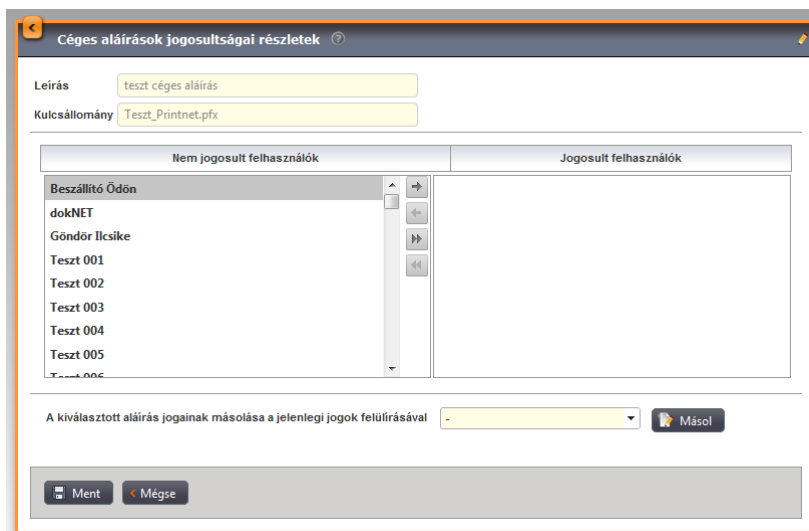 Céges aláírások jogosultságai részletek ?
Leírás teszt céges aláírás
Kulcsállomány Teszt_Printnet.pfx
Nem jogosult felhasználók Jogosult felhasználók
Beszállító Ödön
dokNET
Göndör Ilcsike
Teszt 001
Teszt 002
Teszt 003
Teszt 004
Teszt 005
Teszt 006
A kiválasztott aláírás jogainak másolása a jelenlegi jogok felülírásával - Másol
Ment Mégse